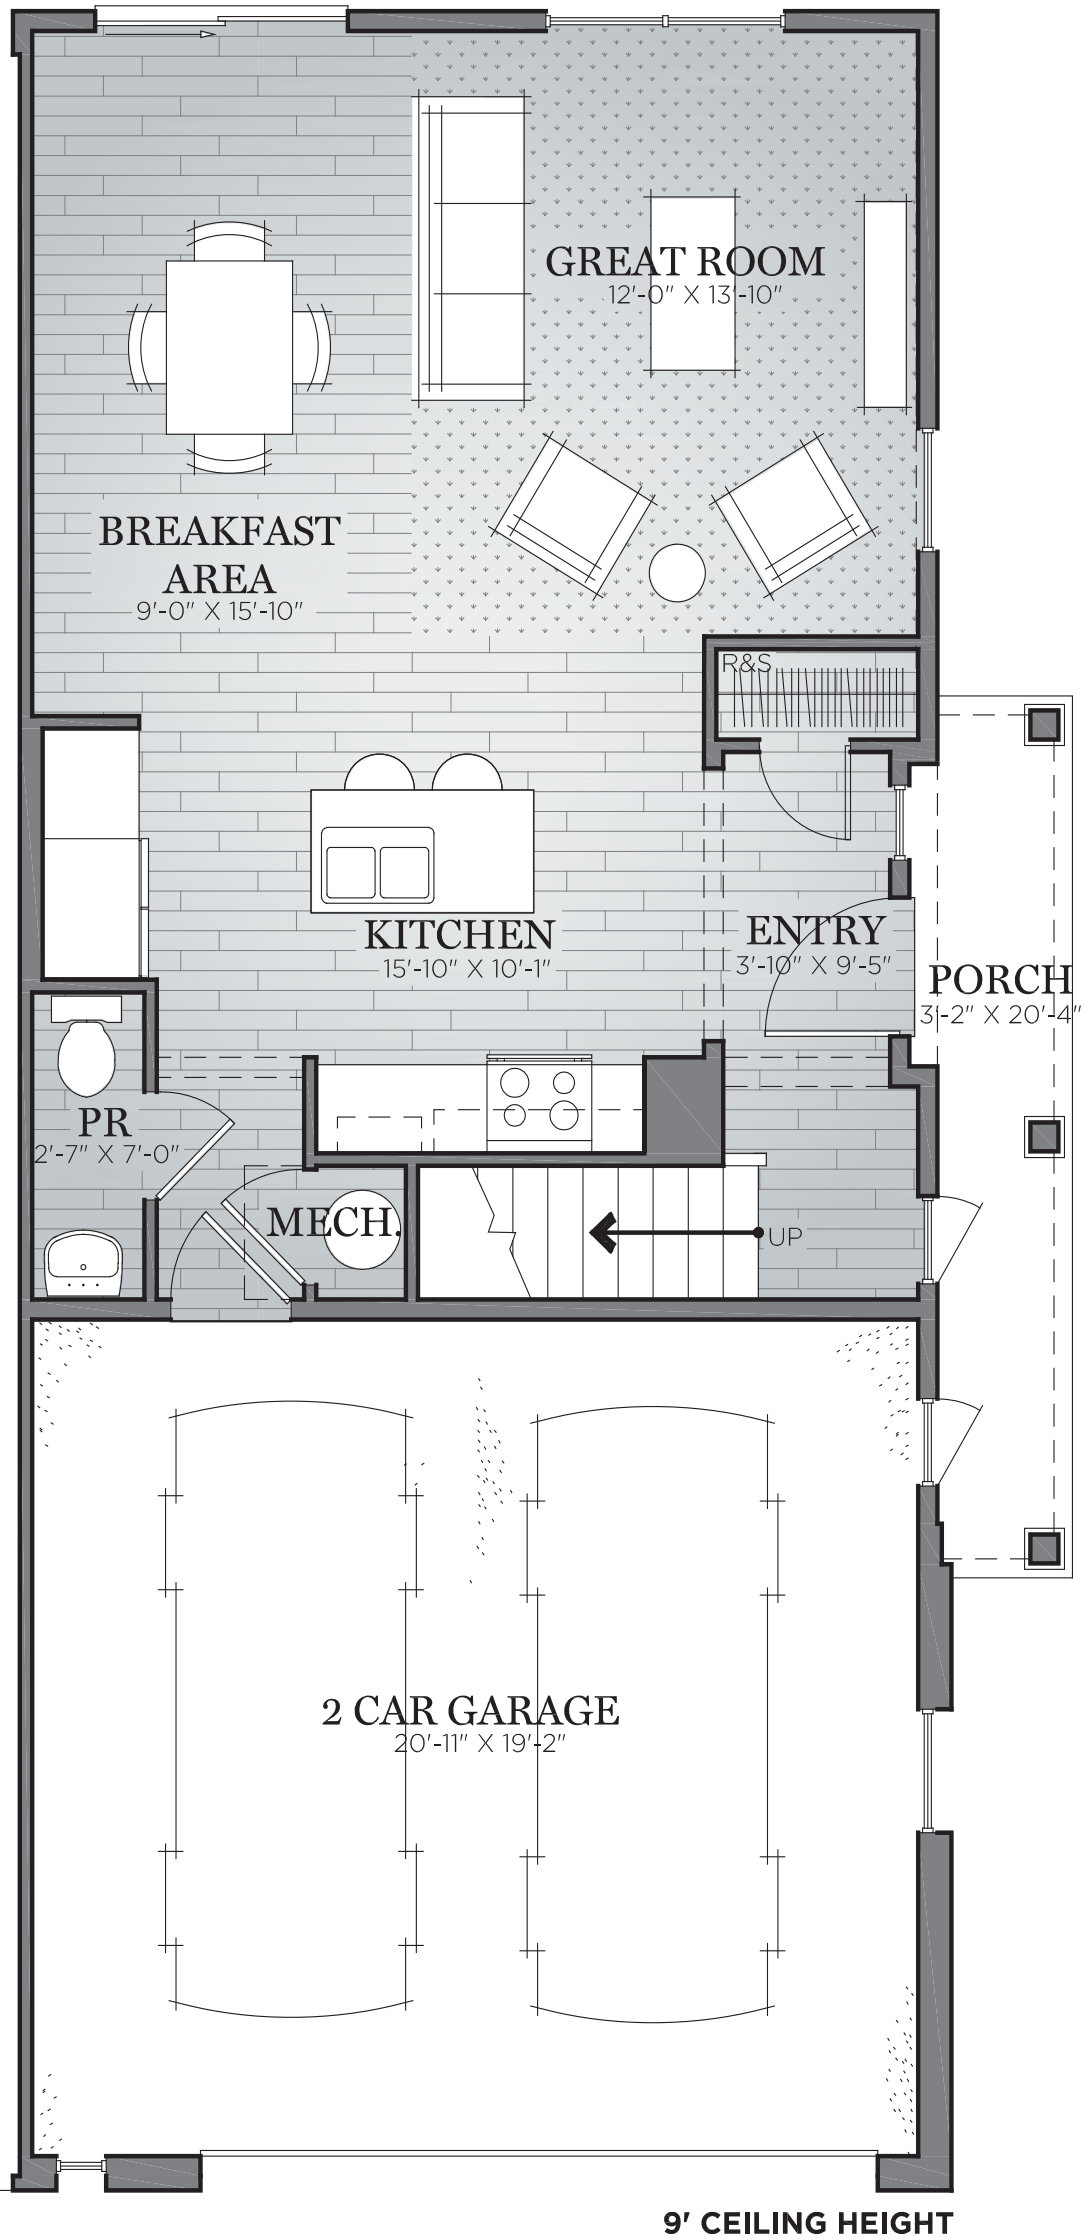 GREAT ROOM
12'-0" X 13'-10"
BREAKFAST
AREA
9'-0" X 15'-10"
R&S
KITCHEN
15'-10" X 10'-1"
ENTRY
3'-10" X 9'-5"
PORCH
3'-2" X 20'-4"
PR
2'-7" X 7'-0"
MECH.
UP
2 CAR GARAGE
20'-11" X 19'-2"
9' CEILING HEIGHT